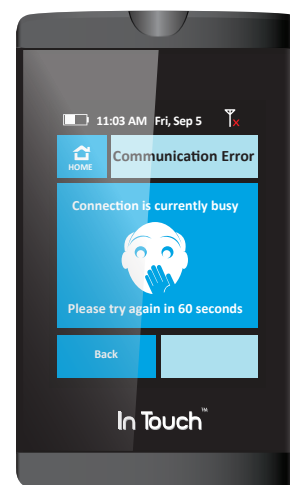 11:03 AM Fri, Sep 5
HOME
Communication Error
Connection is currently busy
Please try again in 60 seconds
Back
In Touch™